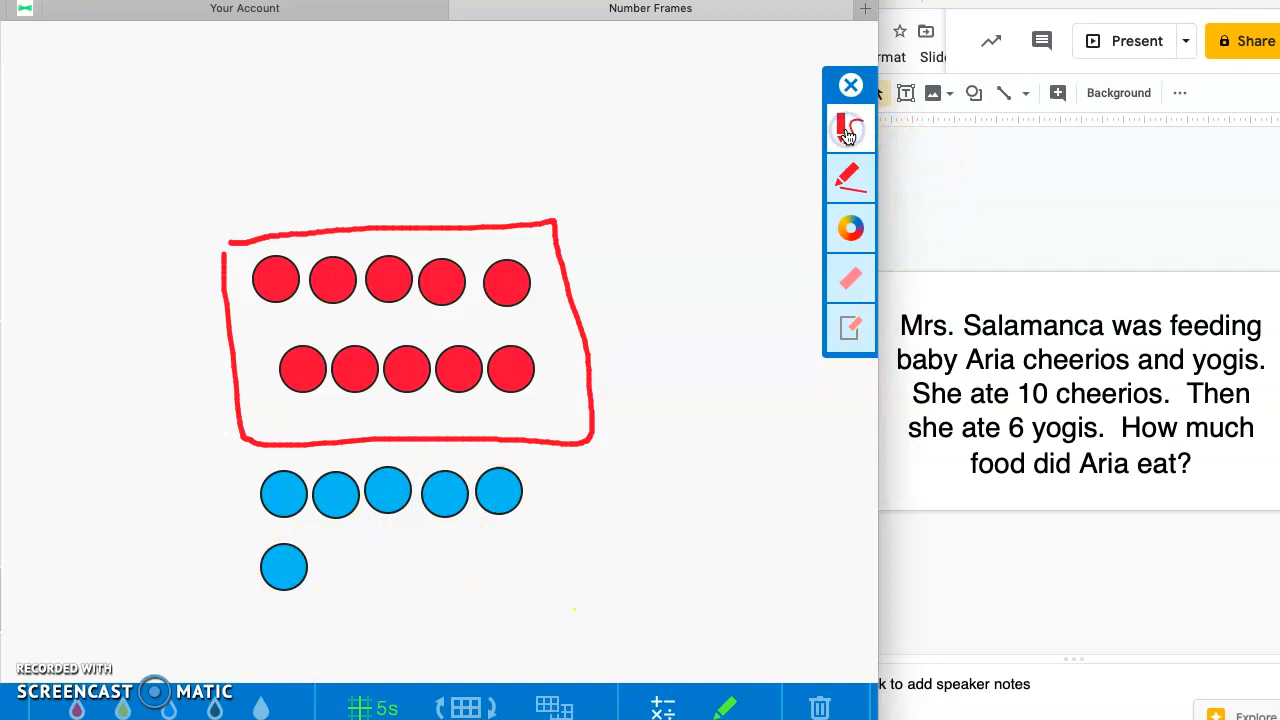 Your Account
Number Frames
rmat
Slide
Present
Share
Background
Mrs. Salamanca was feeding
baby Aria cheerios and yogis.
She ate 10 cheerios. Then
she ate 6 yogis. How much
food did Aria eat?
k to add speaker notes
Explore
5s
RECORDED WITH
SCREENCAST MATIC